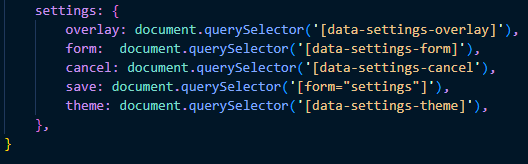 settings: {
overlay: document.querySelector('[data-settings-overlay]'),
form:  document.querySelector('[data-settings-form]'),
cancel: document.querySelector('[data-settings-cancel'),
save: document.querySelector('[form="settings"]'),
theme: document.querySelector('[data-settings-theme]'),
},
}